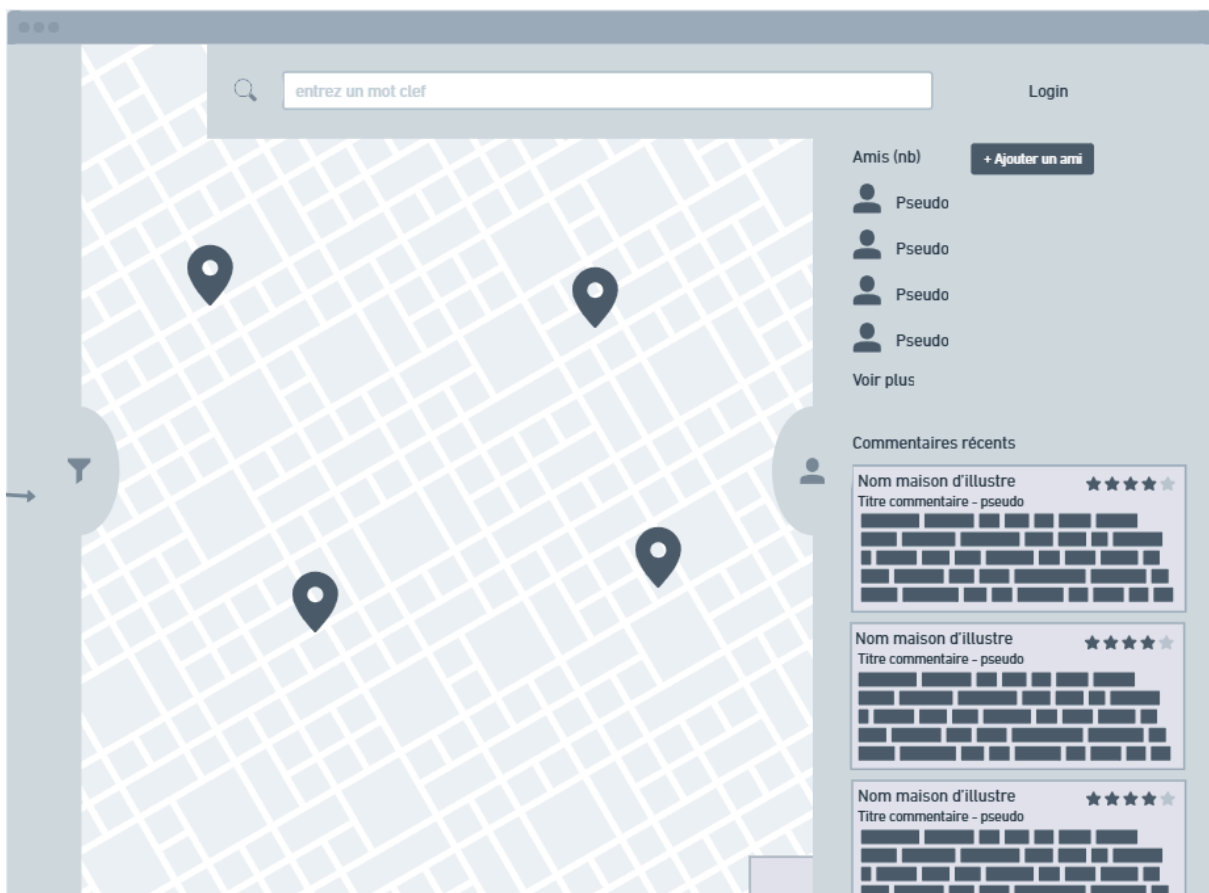 entrez un mot clef
Login
Amis (nb)
+ Ajouter un ami
Pseudo
Pseudo
Pseudo
Pseudo
Voir plus
Commentaires récents
Nom maison d'illustre
Titre commentaire - pseudo
Nom maison d'illustre
Titre commentaire - pseudo
Nom maison d'illustre
Titre commentaire - pseudo